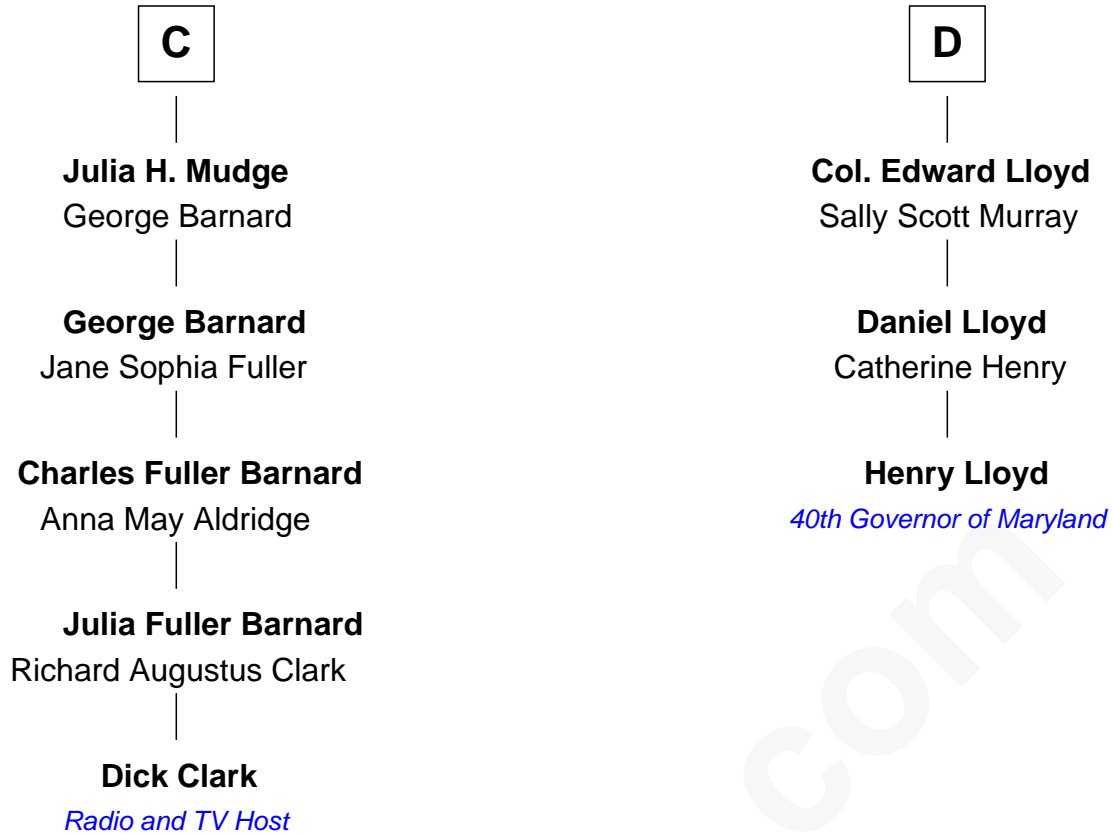 C
Julia H. Mudge
George Barnard
George Barnard
Jane Sophia Fuller
Charles Fuller Barnard
Anna May Aldridge
Julia Fuller Barnard
Richard Augustus Clark
Dick Clark
Radio and TV Host
D
Col. Edward Lloyd
Sally Scott Murray
Daniel Lloyd
Catherine Henry
Henry Lloyd
40th Governor of Maryland
com